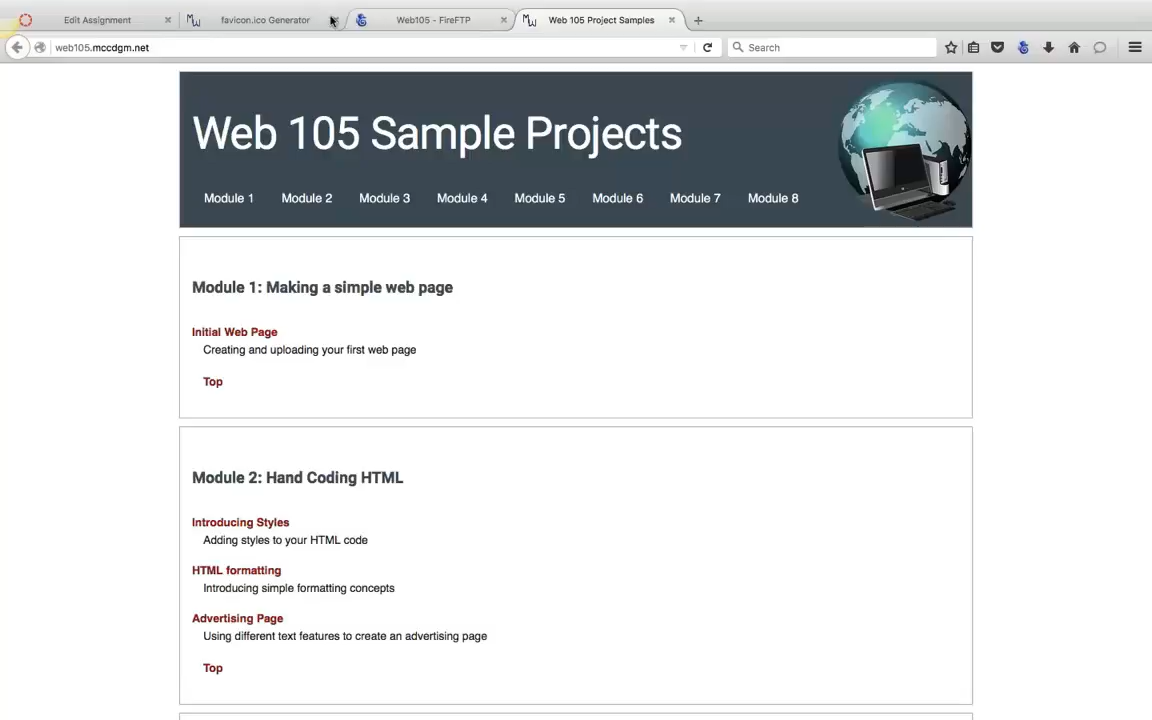 Edit Assignment
favicon.ico Generator
Web105 - FireFTP
Web 105 Project Samples
web105.mccdgm.net
Search
Web 105 Sample Projects
Module 1 Module 2 Module 3 Module 4 Module 5 Module 6 Module 7 Module 8
Module 1: Making a simple web page
Initial Web Page
Creating and uploading your first web page
Top
Module 2: Hand Coding HTML
Introducing Styles
Adding styles to your HTML code
HTML formatting
Introducing simple formatting concepts
Advertising Page
Using different text features to create an advertising page
Top